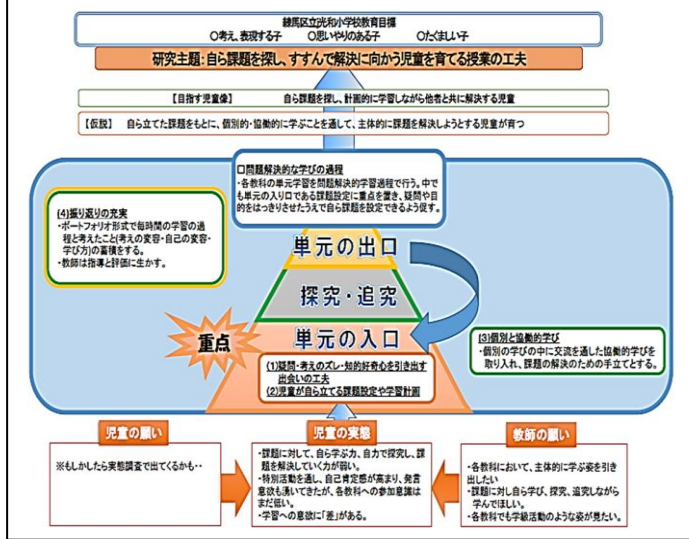 練馬区立光和小学校教育目標
○考え、表現する子 ○思いやりのある子 ○たくましい子
研究主題：自ら課題を探し、すすんで解決に向かう児童を育てる授業の工夫
【目指す児童像】 自ら課題を探し、計画的に学習しながら他者と共に解決する児童
【仮説】 自ら立てた課題をもとに、個別的・協働的に学ぶことを通して、主体的に課題を解決しようとする児童が育つ
□問題解決的な学びの過程
・各教科の単元学習を問題解決的学習過程で行う。中で
も単元の入り口である課題設定に重点を置き、疑問や目
的をはっきりさせたうえで自ら課題を設定できるよう促す。
(4)振り返りの充実
・ポートフォリオ形式で毎時間の学習の過
程と考えたこと(考えの変容・自己の変容・
学び方)の蓄積をする。
・教師は指導と評価に生かす。
単元の出口
探究・追究
重点
単元の入口
(1)疑問・考えのズレ・知的好奇心を引き出す
出会いの工夫
(2)児童が自ら立てる課題設定や学習計画
(3)個別と協働的学び
・個別の学びの中に交流を通した協働的学びを
取り入れ、課題の解決のための手立てとする。
児童の願い
※もしかしたら実態調査で出てくるかも・・
児童の実態
・課題に対して、自ら学ぶ力、自力で探究し、課
題を解決していく力が弱い。
・特別活動を通し、自己肯定感が高まり、発言
意欲も湧いてきたが、各教科への参加意識は
まだ低い。
・学習への意欲に「差」がある。
教師の願い
・各教科において、主体的に学ぶ姿を引
き出したい
・課題に対し自ら学び、探究、追究しながら
学んでほしい。
・各教科でも学級活動のような姿が見たい。